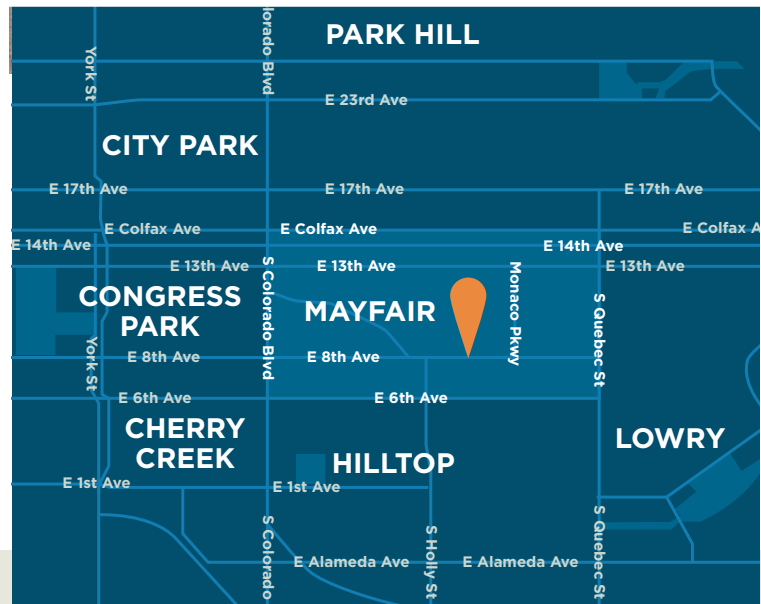 PARK HILL
York St
Colorado Blvd
E 23rd Ave
CITY PARK
E 17th Ave
E 17th Ave
E 17th Ave
E Colfax Ave
E Colfax Ave
E Colfax A
E 14th Ave
E 14th Ave
E 13th Ave
E 13th Ave
E 13th Ave
S Colorado Blvd
Monaco Pkwy
S Quebec St
CONGRESS
PARK
MAYFAIR
York St
E 8th Ave
E 8th Ave
E 6th Ave
E 6th Ave
CHERRY
CREEK
HILLTOP
LOWRY
E 1st Ave
E 1st Ave
S Colorado
S Holly St
S Quebec St
E Alameda Ave
E Alameda Ave